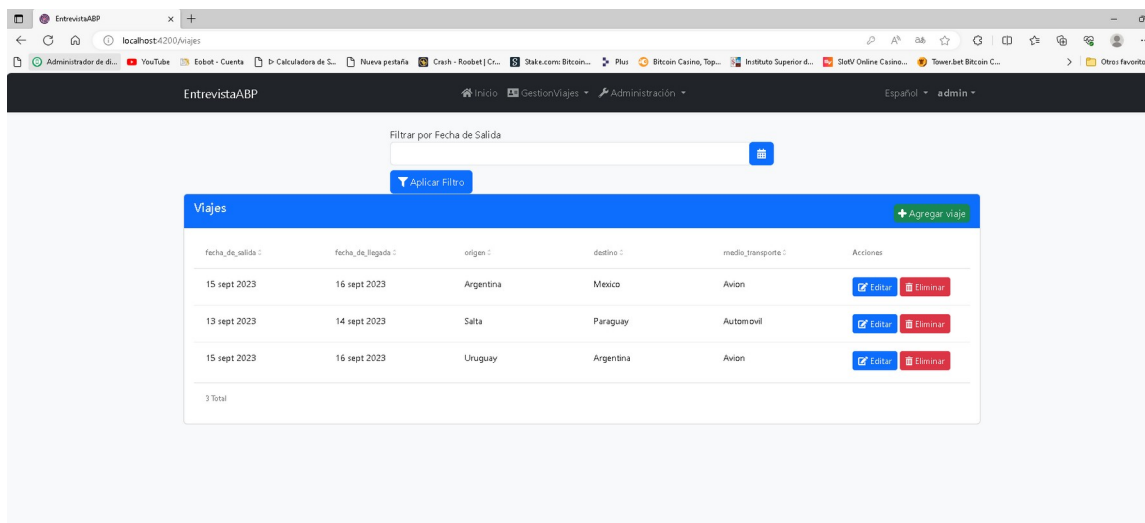 EntrevistaABP
localhost:4200/viajes
Administrador de di... YouTube Eobot - Cuenta Calculadora de S... Nueva pestaña Crash - Roobet | Cr... Stake.com: Bitcoin... Plus Bitcoin Casino, Top... Instituto Superior d... SlotV Online Casino... Tower.bet Bitcoin C... Otros favorito
EntrevistaABP Inicio GestionViajes Administración Español admin
Filtrar por Fecha de Salida
Aplicar Filtro
Viajes Agregar viaje
fecha_de_salida fecha_de_llegada origen destino medio_transporte Acciones
15 sept 2023 16 sept 2023 Argentina Mexico Avion Editar Eliminar
13 sept 2023 14 sept 2023 Salta Paraguay Automovil Editar Eliminar
15 sept 2023 16 sept 2023 Uruguay Argentina Avion Editar Eliminar
3 Total